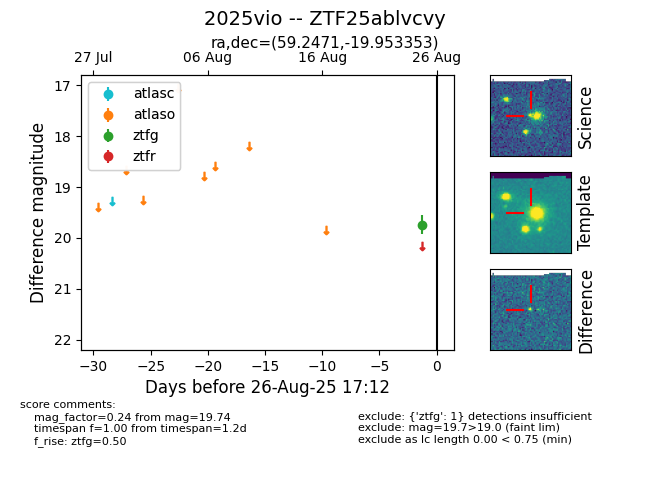 2025vio -- ZTF25ablvcvy
ra,dec=(59.2471,-19.953353)
27 Jul 06 Aug 16 Aug 26 Aug
atlasc
atlaso
ztfg
ztfr
17
18
19
20
21
22
Difference magnitude
−30 −25 −20 −15 −10 −5 0
Days before 26-Aug-25 17:12
Science
Template
Difference
score comments:
mag_factor=0.24 from mag=19.74
timespan f=1.00 from timespan=1.2d
f_rise: ztfg=0.50
exclude: {'ztfg': 1} detections insufficient
exclude: mag=19.7>19.0 (faint lim)
exclude as lc length 0.00 < 0.75 (min)